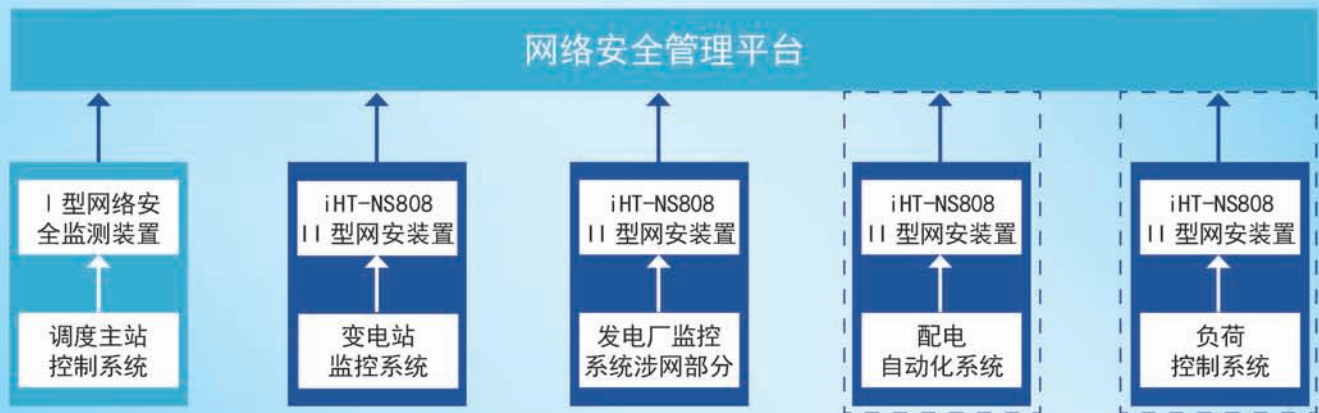 网络安全管理平台
I 型网络安
全监测装置
调度主站
控制系统
iHT-NS808
II 型网安装置
变电站
监控系统
iHT-NS808
II 型网安装置
发电厂监控
系统涉网部分
iHT-NS808
II 型网安装置
配电
自动化系统
iHT-NS808
II 型网安装置
负荷
控制系统